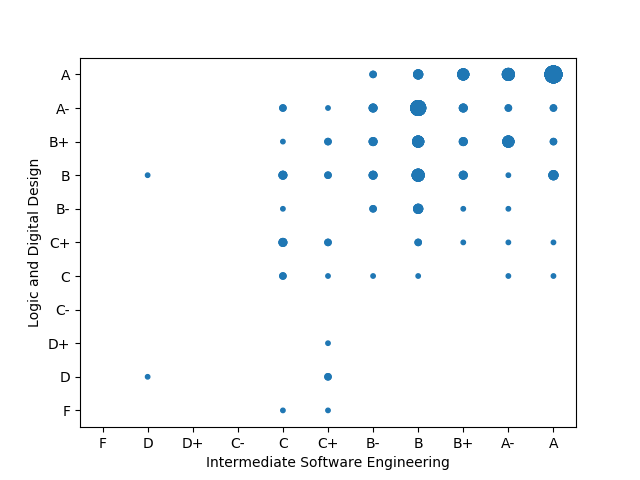 A
A-
B+
B
B-
C+
C
C-
D+
D
F
Logic and Digital Design
F D D+ C- C C+ B- B B+ A- A
Intermediate Software Engineering